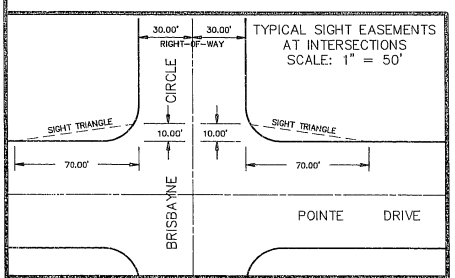 30.00' 30.00'
RIGHT-OF-WAY
TYPICAL SIGHT EASEMENTS
AT INTERSECTIONS
SCALE: 1" = 50'
CIRCLE
SIGHT TRIANGLE
10.00' 10.00'
SIGHT TRIANGLE
70.00' 70.00'
BRISBAYNE
POINTE DRIVE